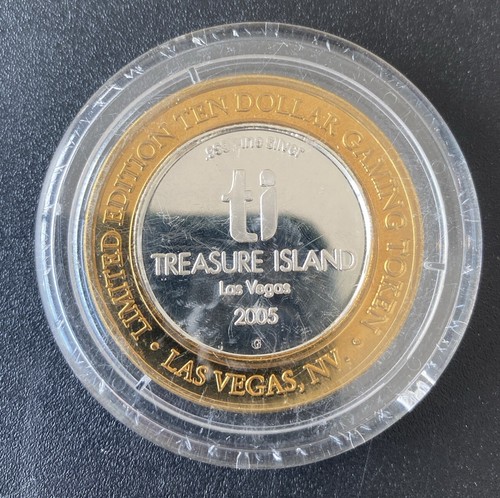 LIMITED EDITION TEN DOLLAR GAMING TOKEN
.999 fine silver
ti
TREASURE ISLAND
Las Vegas
2005
G
• LAS VEGAS, NV. •